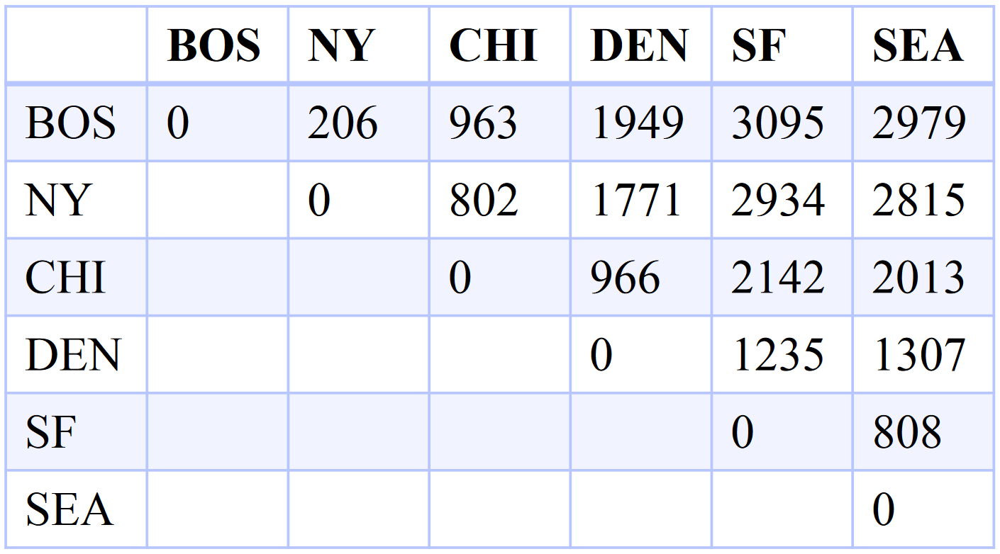 BOS NY CHI DEN SF SEA
BOS 0 206 963 1949 3095 2979
NY 0 802 1771 2934 2815
CHI 0 966 2142 2013
DEN 0 1235 1307
SF 0 808
SEA 0